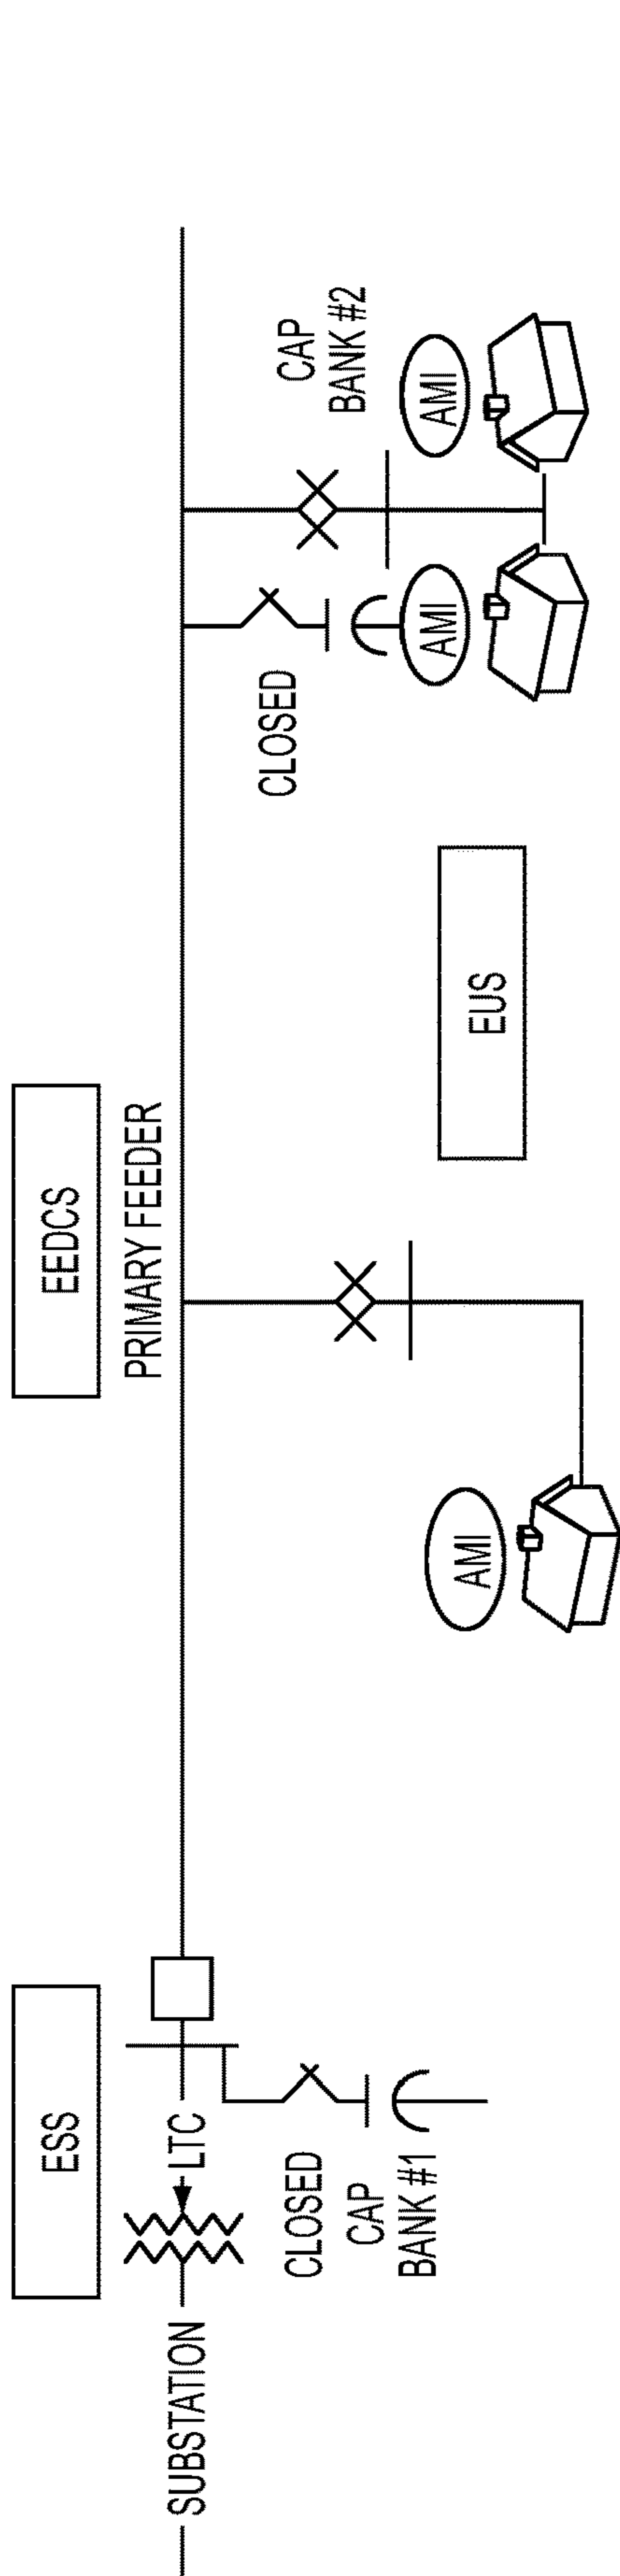 ESS
EEDCS
PRIMARY FEEDER
SUBSTATION
LTC
CLOSED
CAP
BANK #1
CLOSED
CAP
BANK #2
AMI
EUS
AMI
AMI